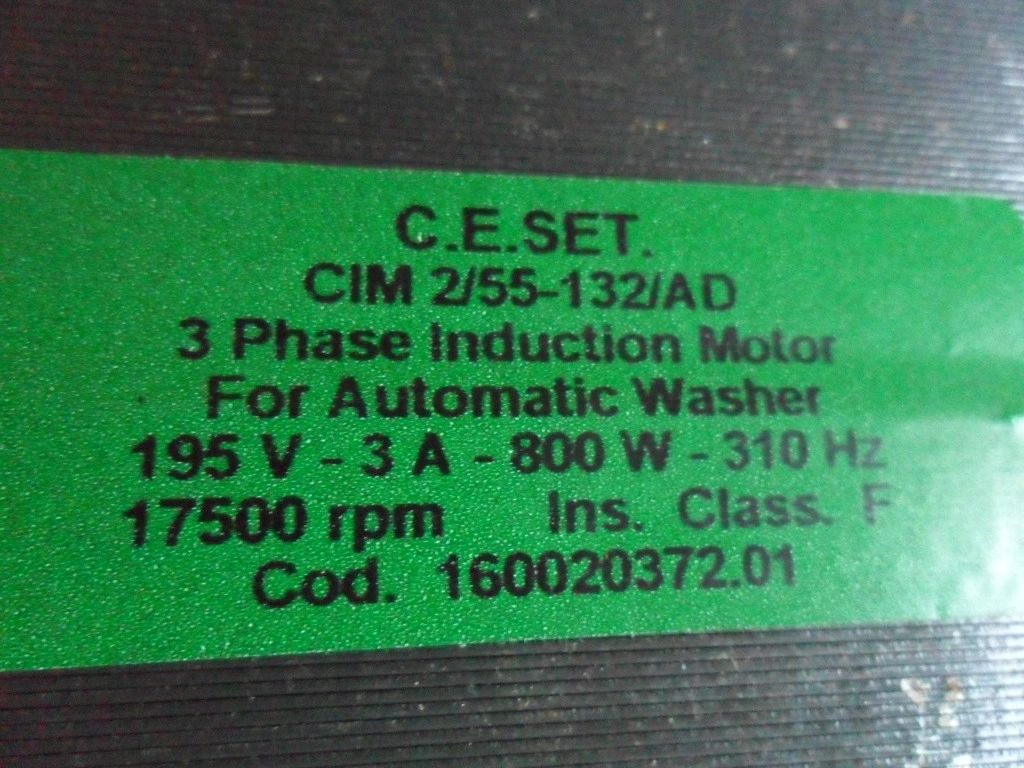 C.E.SET.
CIM 2/55-132/AD
3 Phase Induction Motor
For Automatic Washer
195 V - 3 A - 800 W - 310 Hz
17500 rpm Ins. Class. F
Cod. 160020372.01